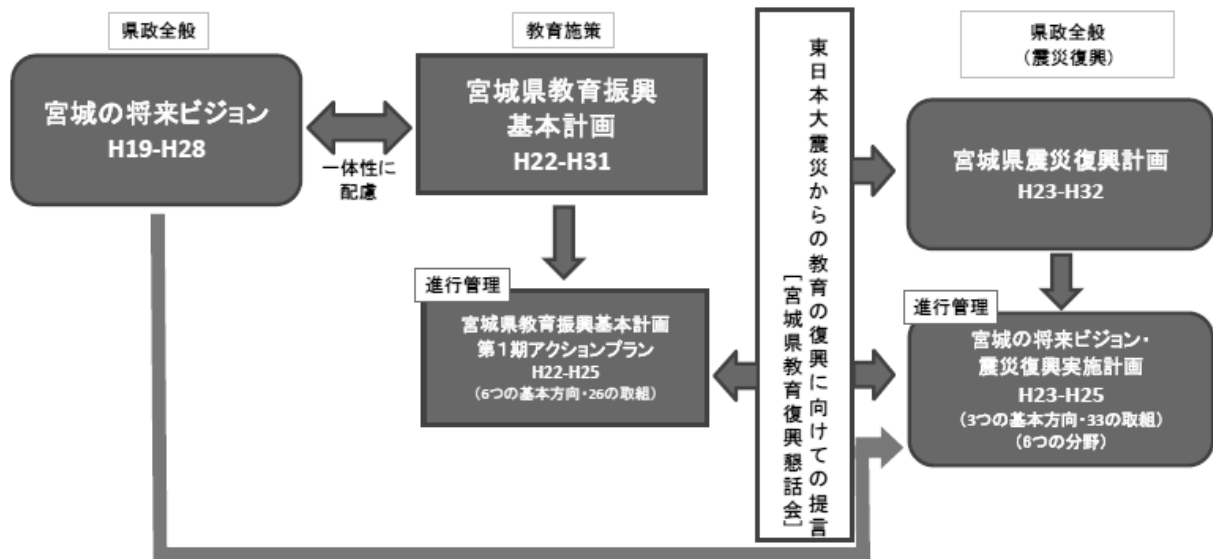 県政全般
宮城の将来ビジョン
H19-H28
一体性に
配慮
教育施策
宮城県教育振興
基本計画
H22-H31
進行管理
宮城県教育振興基本計画
第1期アクションプラン
H22-H25
(6つの基本方向・26の取組)
東日本大震災からの教育の復興に向けての提言
[宮城県教育復興懇話会]
県政全般
(震災復興)
宮城県震災復興計画
H23-H32
進行管理
宮城の将来ビジョン・
震災復興実施計画
H23-H25
(3つの基本方向・33の取組)
(6つの分野)